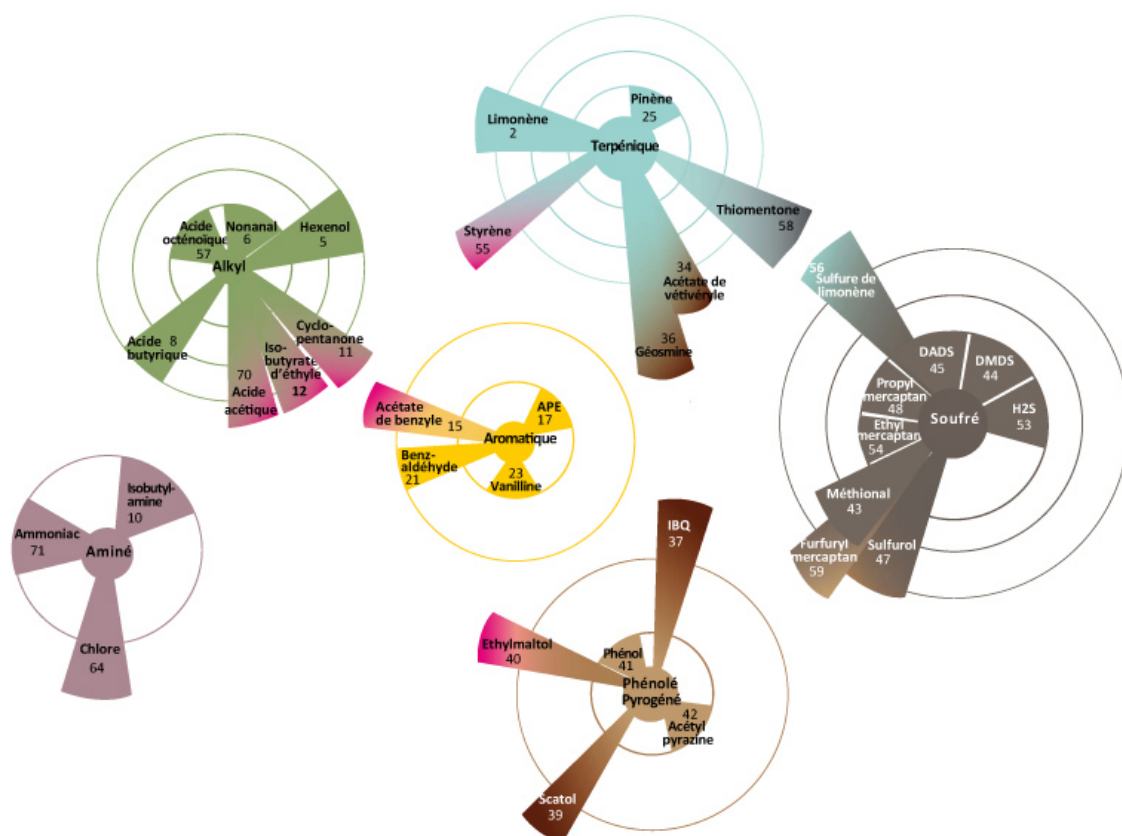 Limonène
2
Pinène
25
Terpénique
Styrène
55
Thiomentone
58
34
Acétate de
vétivéryle
36
Géosmine
Acide
octénoïque
57
Nonanal
6
Hexenol
5
Alkyl
8
Acide
butyrique
70
Acide
acétique
Iso-
butyrate
d'éthyle
12
Cyclo-
pentanone
11
56
Sulfure de
limonène
DADS
45
DMDS
44
Propyl
mercaptan
48
H2S
53
Soufré
Ethyl
mercaptan
54
Méthional
43
Furfuryl
mercaptan
59
Sulfurol
47
Acétate
de benzyle
15
APE
17
Aromatique
Benz-
aldéhyde
21
23
Vanilline
Isobutyl-
amine
10
Ammoniac
71
Aminé
Chlore
64
IBQ
37
Ethylmaltol
40
Phénol
41
Phénolé
Pyrogéné
42
Acétyl
pyrazine
Scatol
39